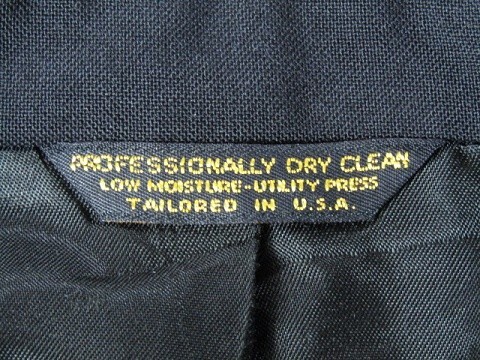 PROFESSIONALLY DRY CLEAN
LOW MOISTURE-UTILITY PRESS
TAILORED IN U.S.A.